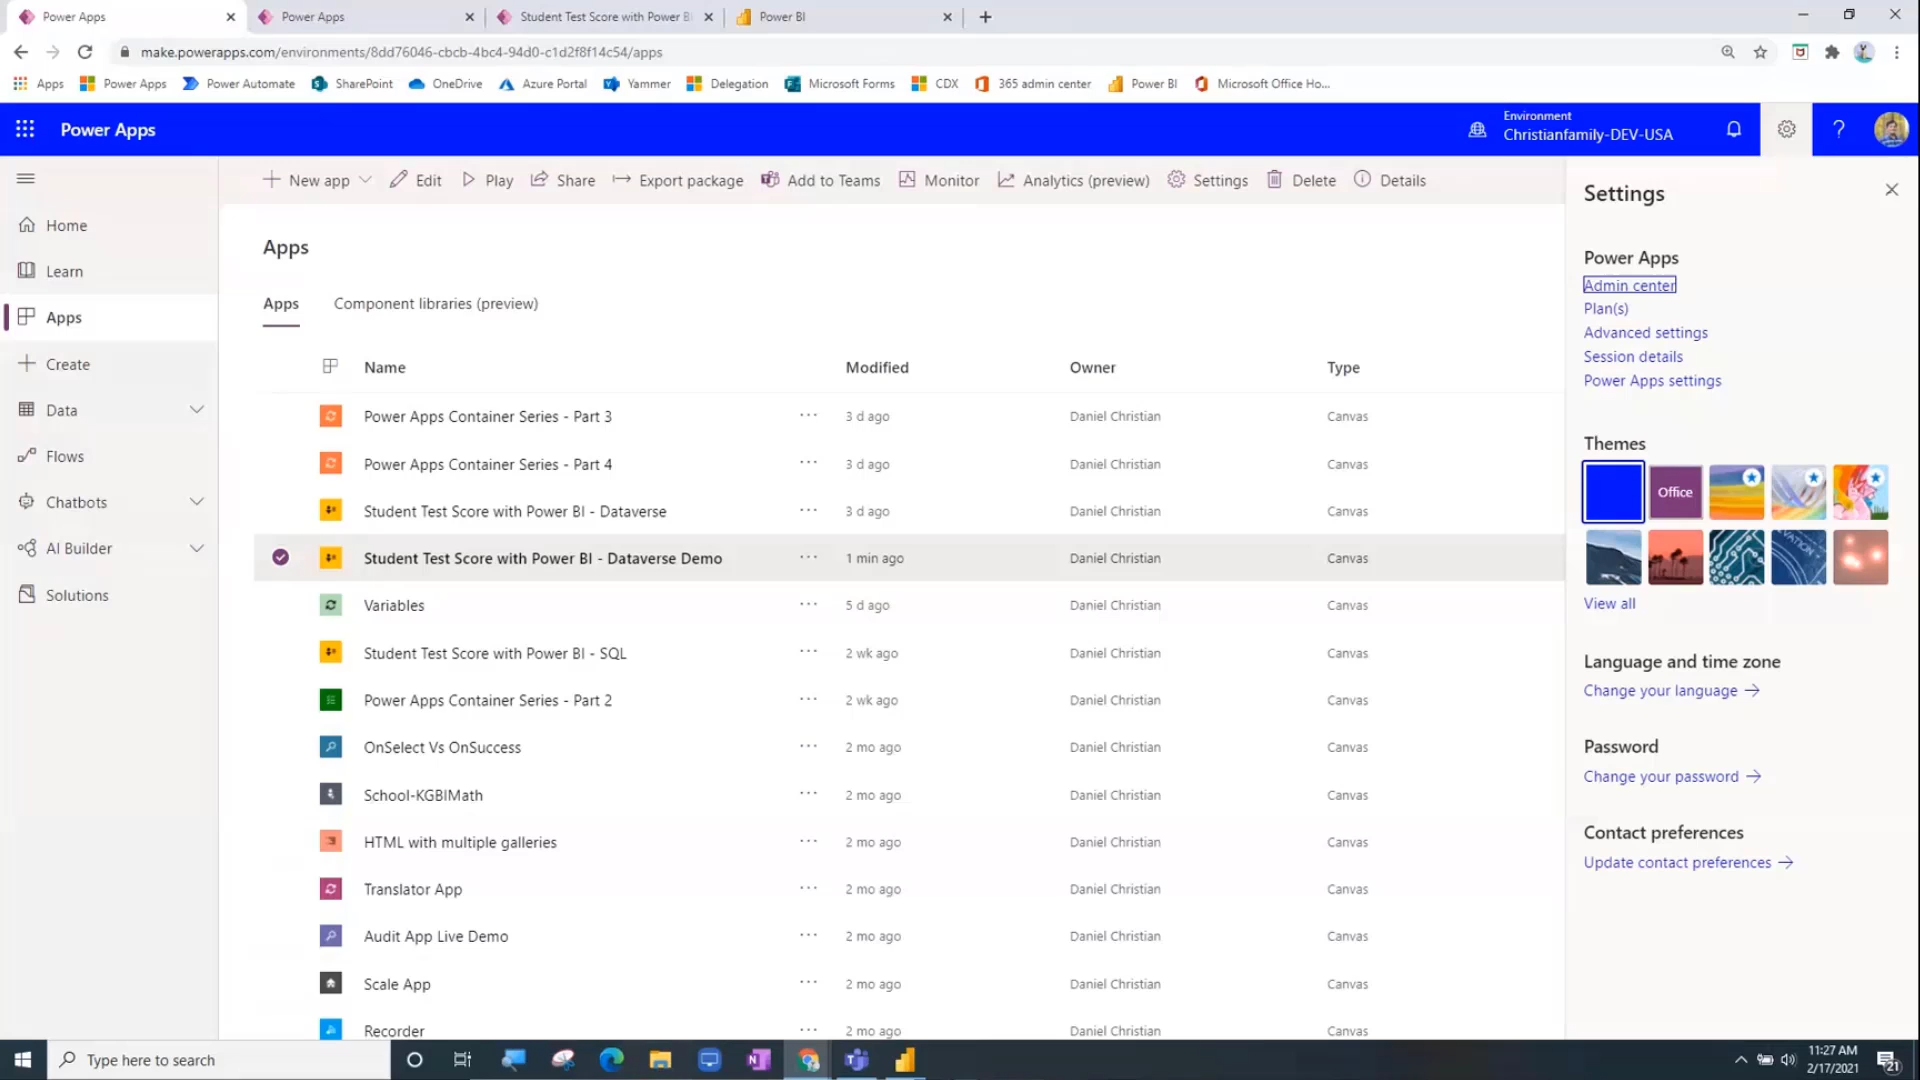 Power Apps
Power Apps
Student Test Score with Power B
Power BI
make.powerapps.com/environments/8dd76046-cbcb-4bc4-94d0-c1d2f8f14c54/apps
Apps
Power Apps
Power Automate
SharePoint
OneDrive
Azure Portal
Yammer
Delegation
Microsoft Forms
CDX
365 admin center
Power BI
Microsoft Office Ho...
Power Apps
Environment
Christianfamily-DEV-USA
?
New app
Edit
Play
Share
Export package
Add to Teams
Monitor
Analytics (preview)
Settings
Delete
Details
Home
Learn
Apps
Create
Data
Flows
Chatbots
AI Builder
Solutions
Apps
Apps
Component libraries (preview)
Name Modified Owner Type
Power Apps Container Series - Part 3 ... 3 d ago Daniel Christian Canvas
Power Apps Container Series - Part 4 ... 3 d ago Daniel Christian Canvas
Student Test Score with Power BI - Dataverse ... 3 d ago Daniel Christian Canvas
Student Test Score with Power BI - Dataverse Demo ... 1 min ago Daniel Christian Canvas
Variables ... 5 d ago Daniel Christian Canvas
Student Test Score with Power BI - SQL ... 2 wk ago Daniel Christian Canvas
Power Apps Container Series - Part 2 ... 2 wk ago Daniel Christian Canvas
OnSelect Vs OnSuccess ... 2 mo ago Daniel Christian Canvas
School-KGBIMath ... 2 mo ago Daniel Christian Canvas
HTML with multiple galleries ... 2 mo ago Daniel Christian Canvas
Translator App ... 2 mo ago Daniel Christian Canvas
Audit App Live Demo ... 2 mo ago Daniel Christian Canvas
Scale App ... 2 mo ago Daniel Christian Canvas
Recorder ... 2 mo ago Daniel Christian Canvas
Settings
Power Apps
Admin center
Plan(s)
Advanced settings
Session details
Power Apps settings
Themes
Office
View all
Language and time zone
Change your language →
Password
Change your password →
Contact preferences
Update contact preferences →
Type here to search
11:27 AM
2/17/2021
21